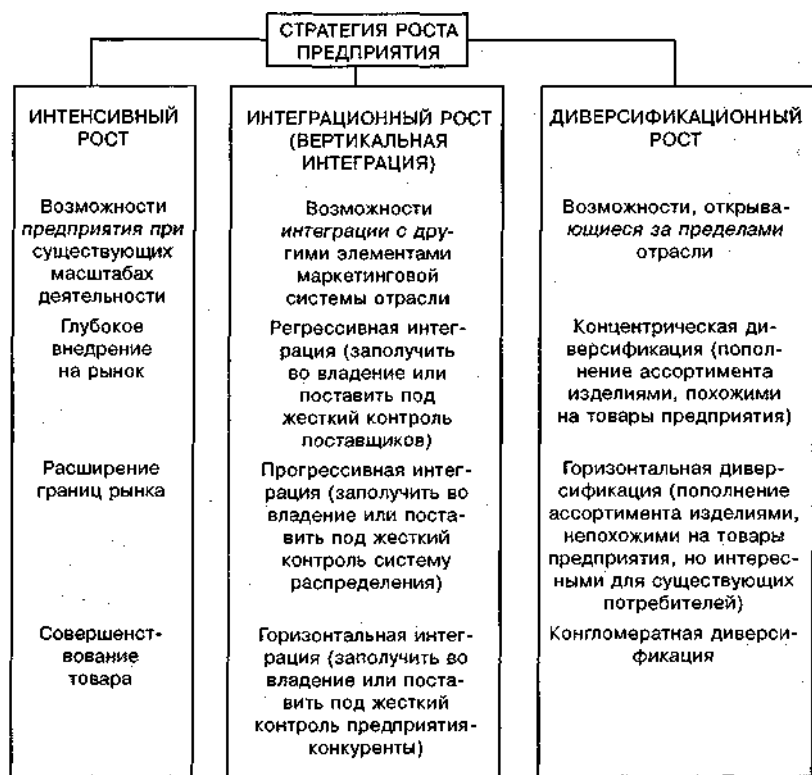 СТРАТЕГИЯ РОСТА
ПРЕДПРИЯТИЯ
ИНТЕНСИВНЫЙ
РОСТ
Возможности
предприятия при
существующих
масштабах
деятельности
Глубокое
внедрение
на рынок
Расширение
границ рынка
Совершенст-
вование
товара
ИНТЕГРАЦИОННЫЙ РОСТ
(ВЕРТИКАЛЬНАЯ
ИНТЕГРАЦИЯ)
Возможности
интеграции с дру-
гими элементами
маркетинговой
системы отрасли
Регрессивная интег-
рация (заполучить
во владение или
поставить под
жесткий контроль
поставщиков)
Прогрессивная интег-
рация (заполучить во
владение или поста-
вить под жесткий
контроль систему
распределения)
Горизонтальная интег-
рация (заполучить во
владение или поста-
вить под жесткий
контроль предприятия-
конкуренты)
ДИВЕРСИФИКАЦИОННЫЙ
РОСТ
Возможности, открыва-
ющиеся за пределами
отрасли
Концентрическая ди-
версификация (попол-
нение ассортимента
изделиями, похожими
на товары предприятия)
Горизонтальная дивер-
сификация (пополнение
ассортимента изделиями,
непохожими на товары
предприятия, но интерес-
ными для существующих
потребителей)
Конгломератная диверси-
фикация